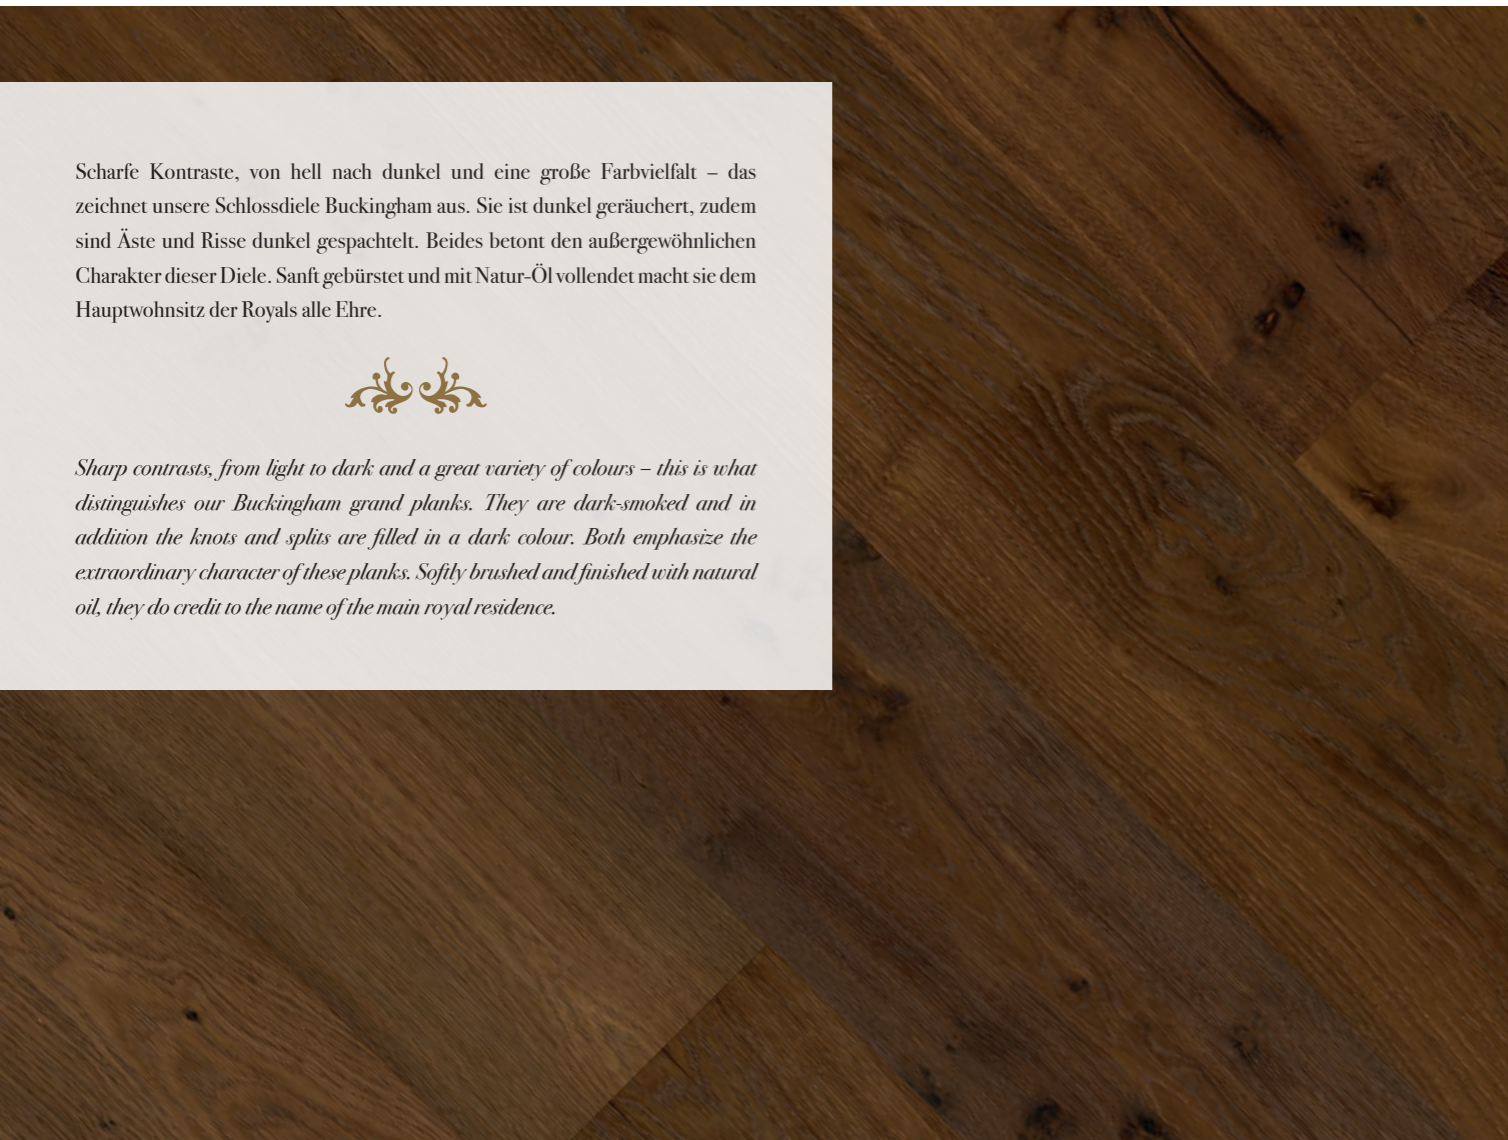 Scharfe Kontraste, von hell nach dunkel und eine große Farbvielfalt – das
zeichnet unsere Schlossdiele Buckingham aus. Sie ist dunkel geräuchert, zudem
sind Äste und Risse dunkel gespachtelt. Beides betont den außergewöhnlichen
Charakter dieser Diele. Sanft gebürstet und mit Natur-Öl vollendet macht sie dem
Hauptwohnsitz der Royals alle Ehre.
Sharp contrasts, from light to dark and a great variety of colours – this is what
distinguishes our Buckingham grand planks. They are dark-smoked and in
addition the knots and splits are filled in a dark colour. Both emphasize the
extraordinary character of these planks. Softly brushed and finished with natural
oil, they do credit to the name of the main royal residence.